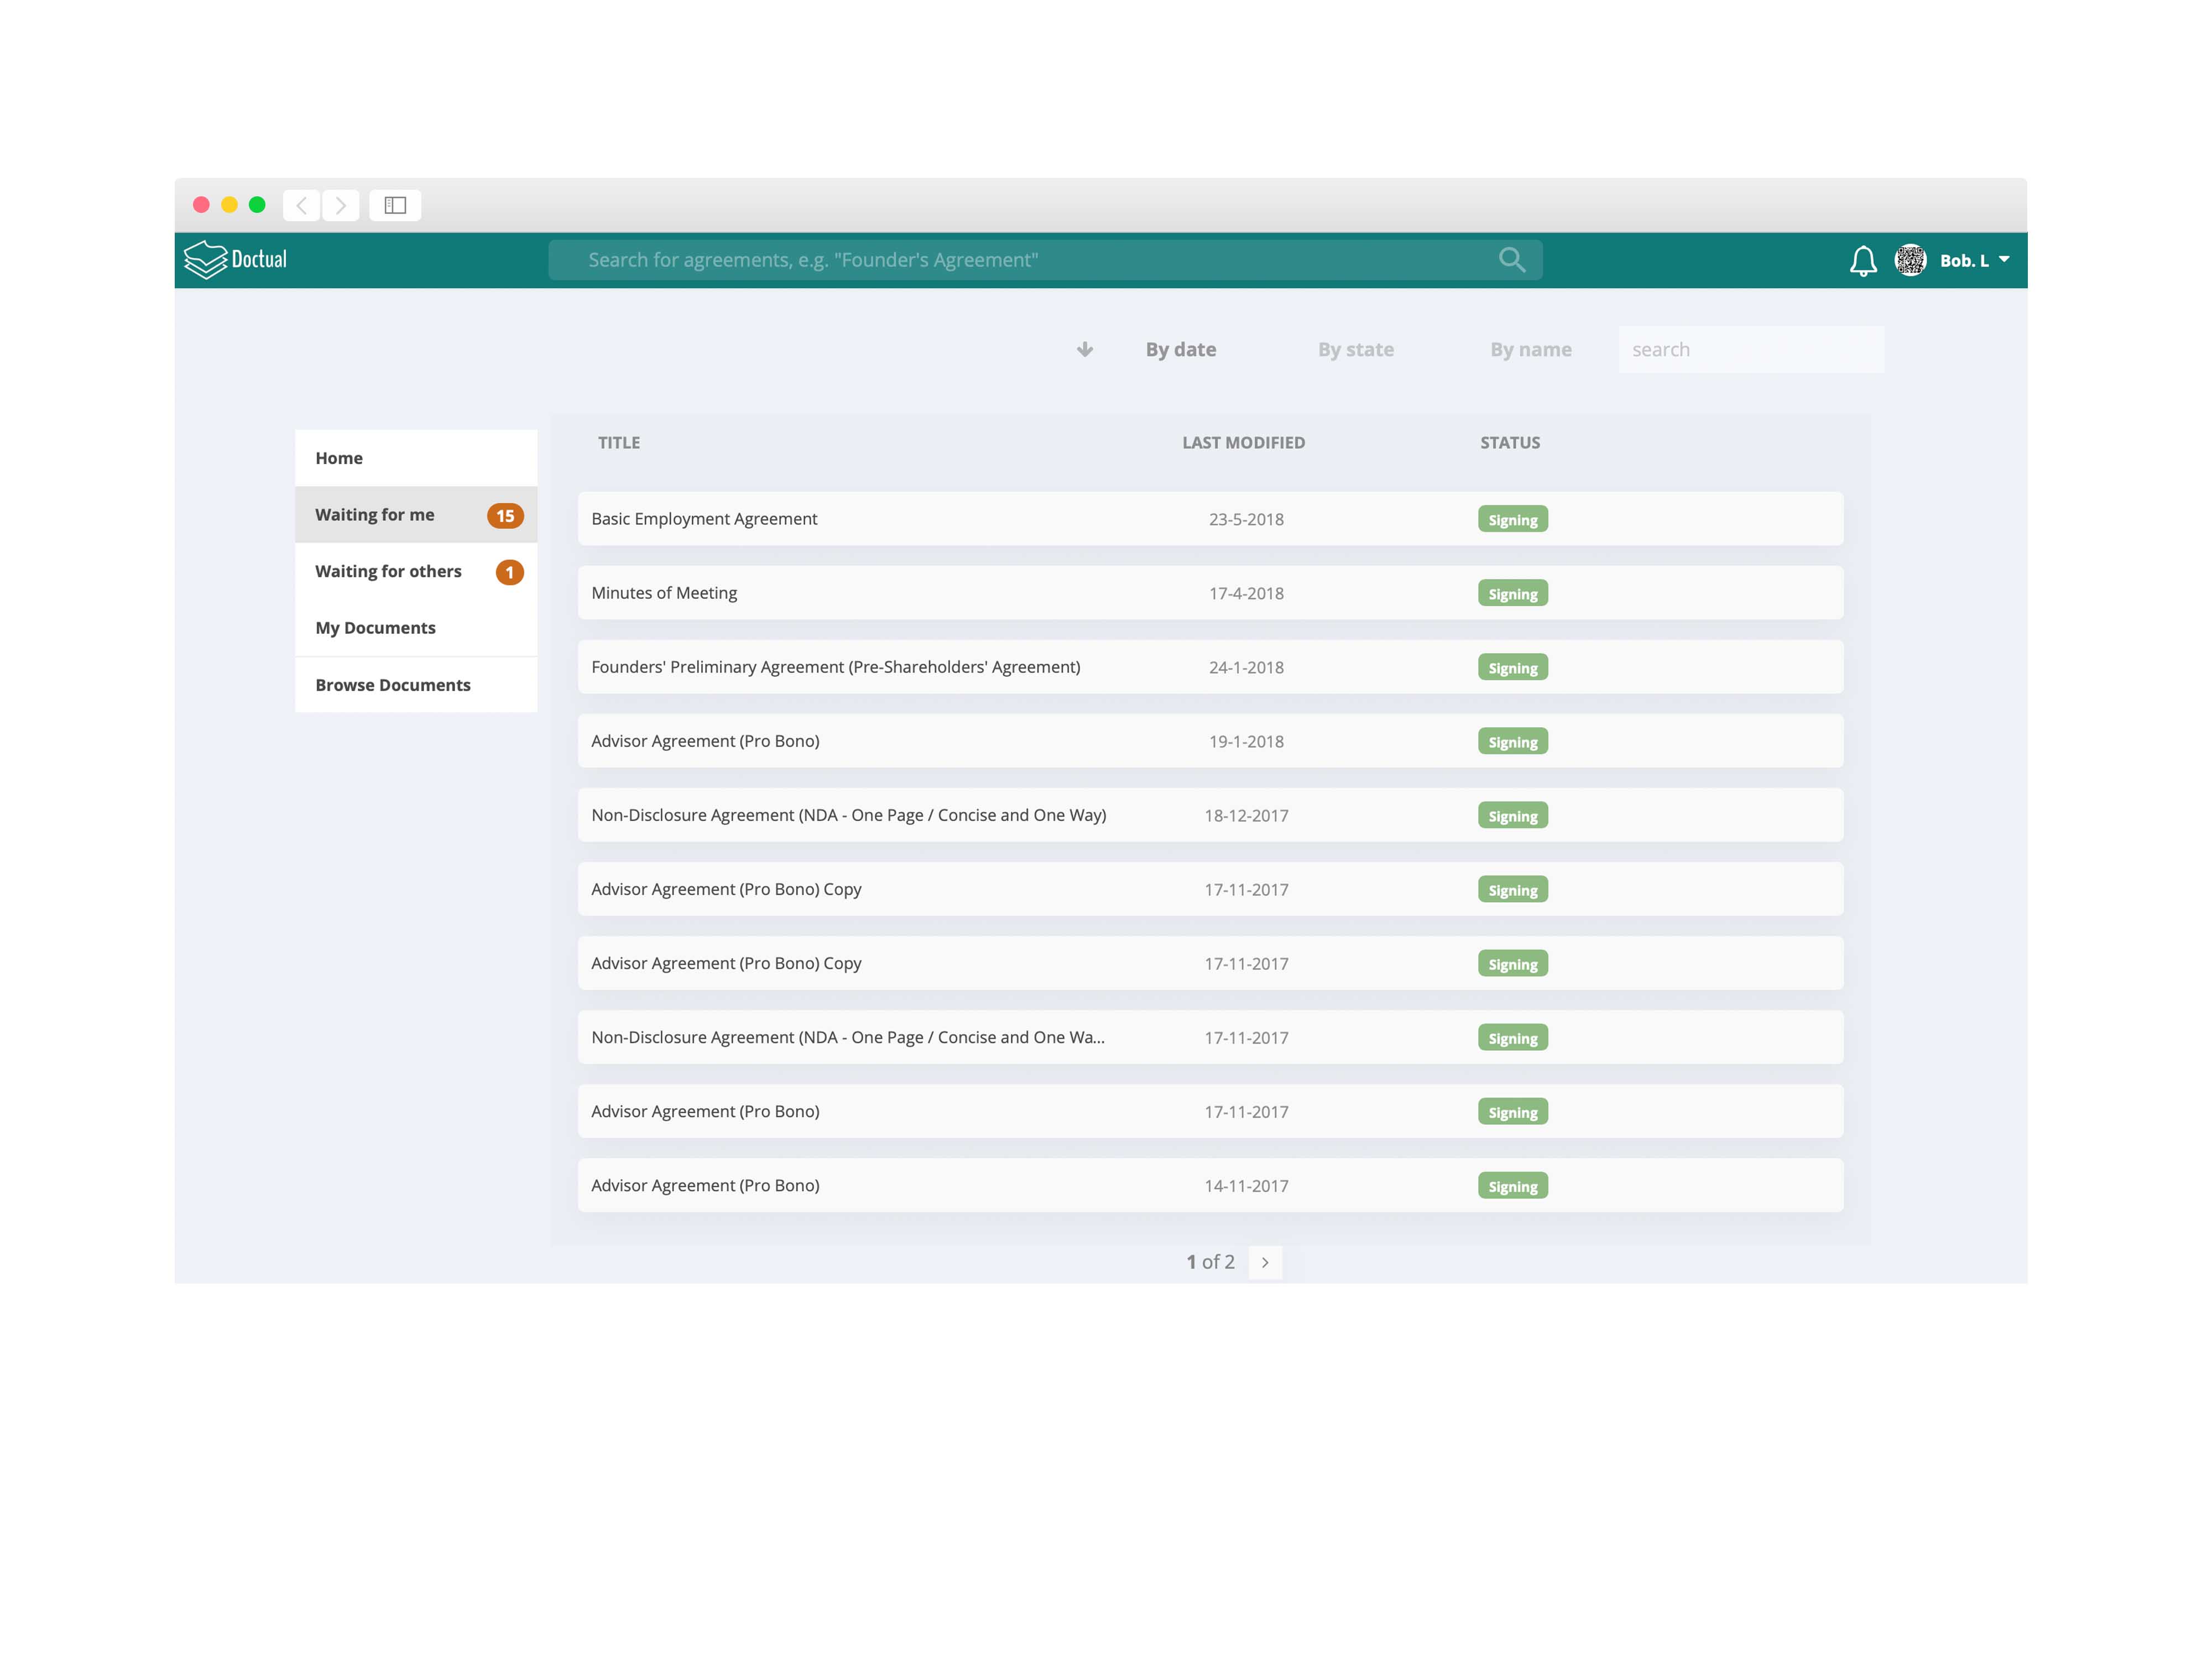 Doctual
Search for agreements, e.g. "Founder's Agreement"
Bob. L
By date By state By name search
TITLE LAST MODIFIED STATUS
Home
Waiting for me 15
Waiting for others 1
My Documents
Browse Documents
Basic Employment Agreement 23-5-2018 Signing
Minutes of Meeting 17-4-2018 Signing
Founders' Preliminary Agreement (Pre-Shareholders' Agreement) 24-1-2018 Signing
Advisor Agreement (Pro Bono) 19-1-2018 Signing
Non-Disclosure Agreement (NDA - One Page / Concise and One Way) 18-12-2017 Signing
Advisor Agreement (Pro Bono) Copy 17-11-2017 Signing
Advisor Agreement (Pro Bono) Copy 17-11-2017 Signing
Non-Disclosure Agreement (NDA - One Page / Concise and One Wa... 17-11-2017 Signing
Advisor Agreement (Pro Bono) 17-11-2017 Signing
Advisor Agreement (Pro Bono) 14-11-2017 Signing
1 of 2